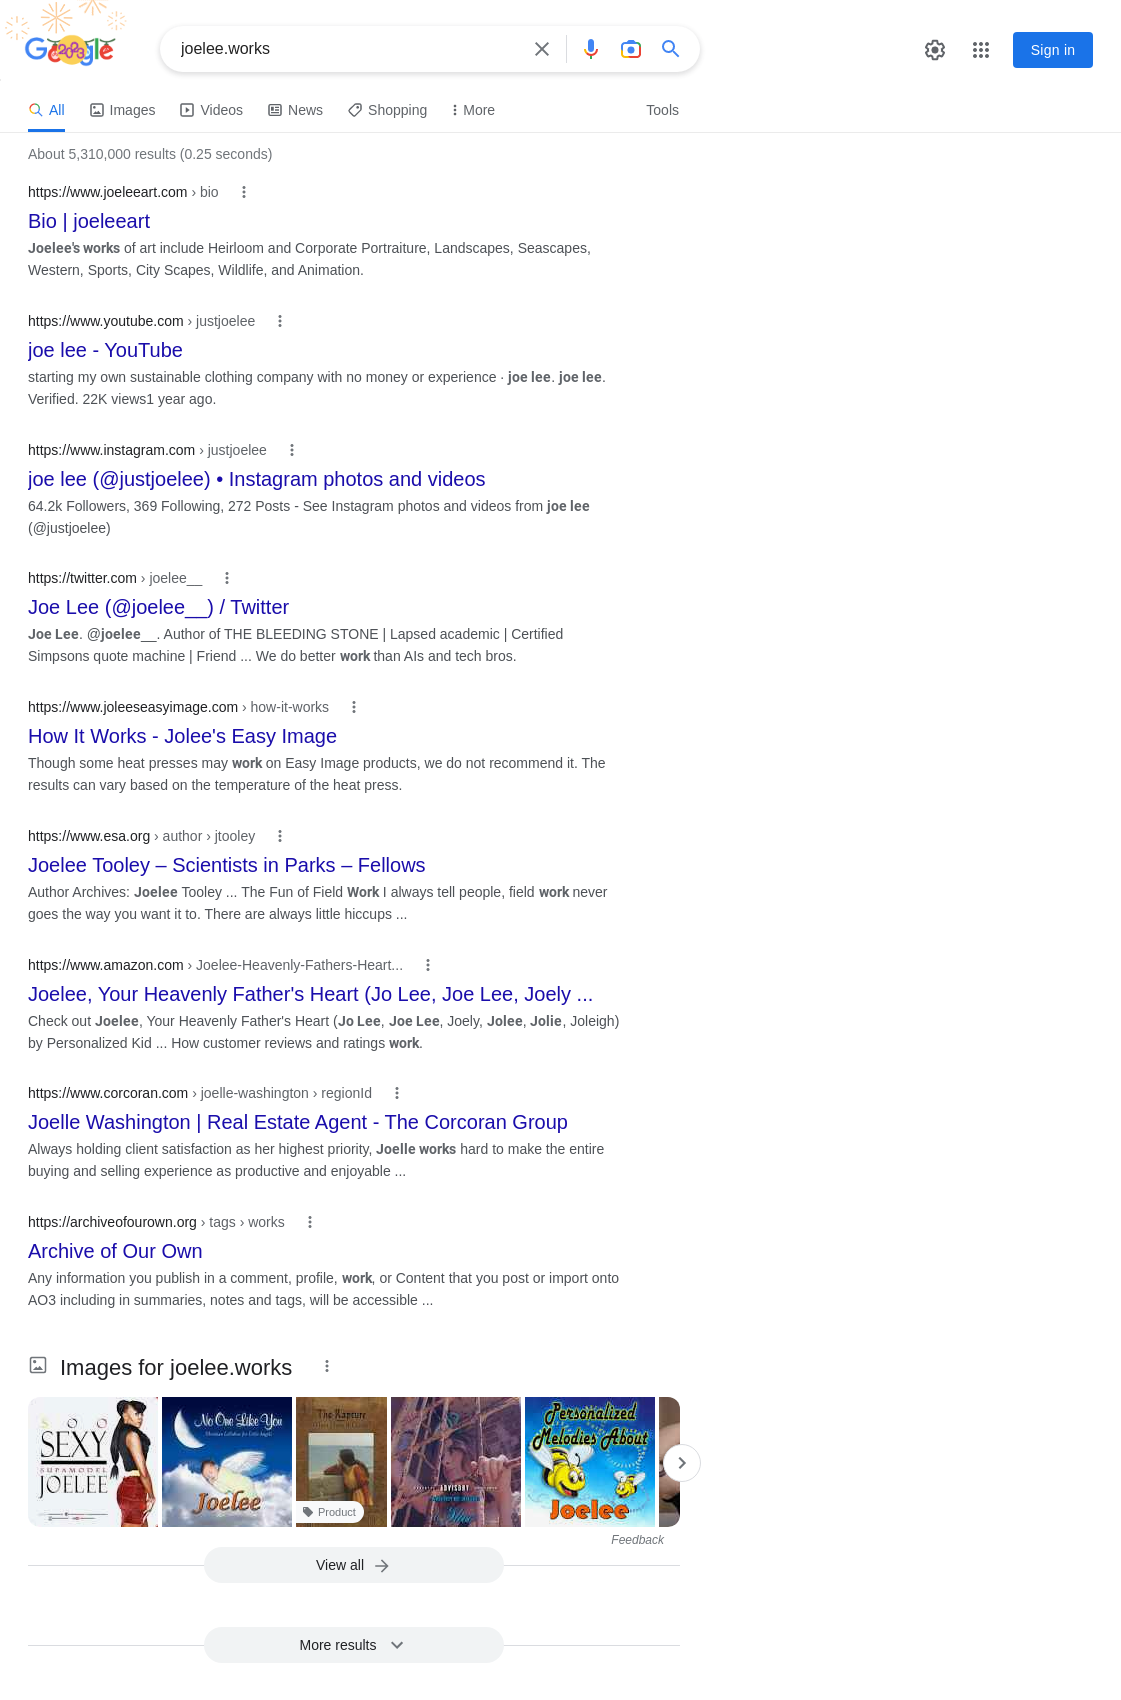 Google
joelee.works
Sign in
All
Images
Videos
News
Shopping
More
Tools
About 5,310,000 results (0.25 seconds)
https://www.joeleeart.com › bio
Bio | joeleeart
Joelee's works of art include Heirloom and Corporate Portraiture, Landscapes, Seascapes,
Western, Sports, City Scapes, Wildlife, and Animation.
https://www.youtube.com › justjoelee
joe lee - YouTube
starting my own sustainable clothing company with no money or experience · joe lee. joe lee.
Verified. 22K views1 year ago.
https://www.instagram.com › justjoelee
joe lee (@justjoelee) • Instagram photos and videos
64.2k Followers, 369 Following, 272 Posts - See Instagram photos and videos from joe lee
(@justjoelee)
https://twitter.com › joelee__
Joe Lee (@joelee__) / Twitter
Joe Lee. @joelee__. Author of THE BLEEDING STONE | Lapsed academic | Certified
Simpsons quote machine | Friend ... We do better work than AIs and tech bros.
https://www.joleeseasyimage.com › how-it-works
How It Works - Jolee's Easy Image
Though some heat presses may work on Easy Image products, we do not recommend it. The
results can vary based on the temperature of the heat press.
https://www.esa.org › author › jtooley
Joelee Tooley – Scientists in Parks – Fellows
Author Archives: Joelee Tooley ... The Fun of Field Work I always tell people, field work never
goes the way you want it to. There are always little hiccups ...
https://www.amazon.com › Joelee-Heavenly-Fathers-Heart...
Joelee, Your Heavenly Father's Heart (Jo Lee, Joe Lee, Joely ...
Check out Joelee, Your Heavenly Father's Heart (Jo Lee, Joe Lee, Joely, Jolee, Jolie, Joleigh)
by Personalized Kid ... How customer reviews and ratings work.
https://www.corcoran.com › joelle-washington › regionId
Joelle Washington | Real Estate Agent - The Corcoran Group
Always holding client satisfaction as her highest priority, Joelle works hard to make the entire
buying and selling experience as productive and enjoyable ...
https://archiveofourown.org › tags › works
Archive of Our Own
Any information you publish in a comment, profile, work, or Content that you post or import onto
AO3 including in summaries, notes and tags, will be accessible ...
Images for joelee.works
SOO
SEXY
SUPAMODEL
JOELEE
No One Like You
Joelee
The Rapture
Product
ADVISORY
Personalized
Melodies About
Joelee
Feedback
View all
More results